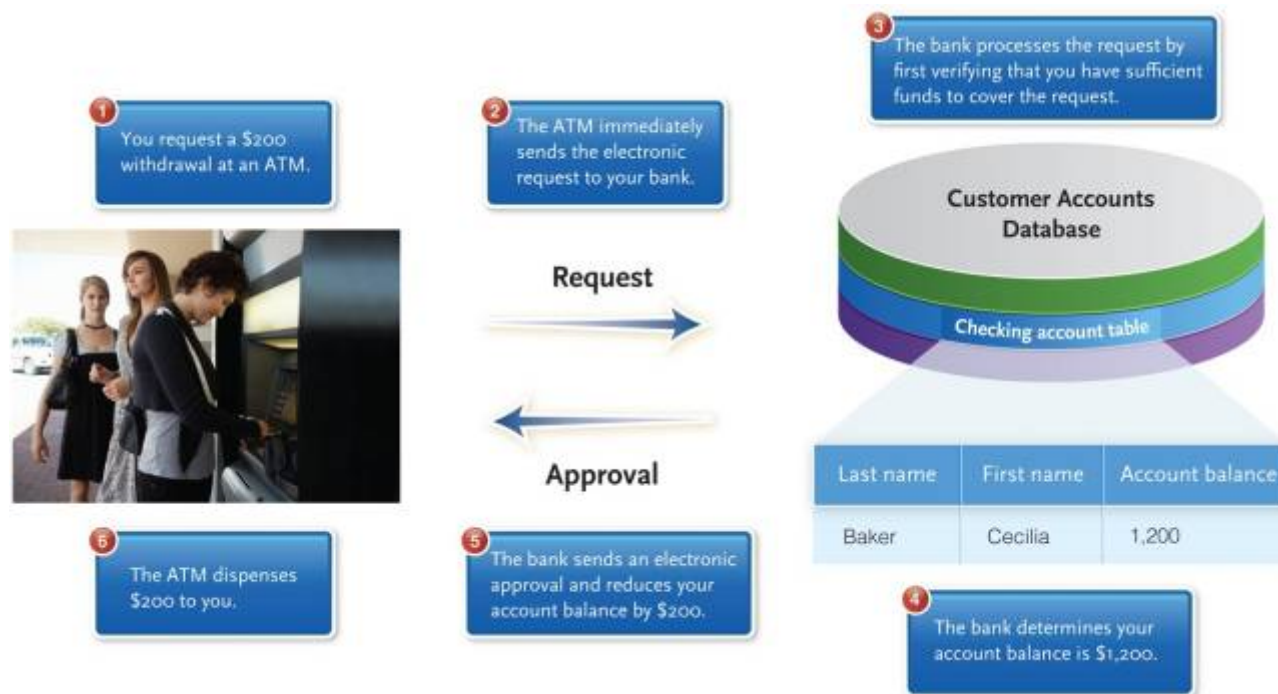 1
You request a $200
withdrawal at an ATM.
2
The ATM immediately
sends the electronic
request to your bank.
3
The bank processes the request by
first verifying that you have sufficient
funds to cover the request.
Customer Accounts
Database
Checking account table
Request
Approval
Last name First name Account balance
Baker Cecilia 1,200
4
The bank determines your
account balance is $1,200.
5
The bank sends an electronic
approval and reduces your
account balance by $200.
6
The ATM dispenses
$200 to you.